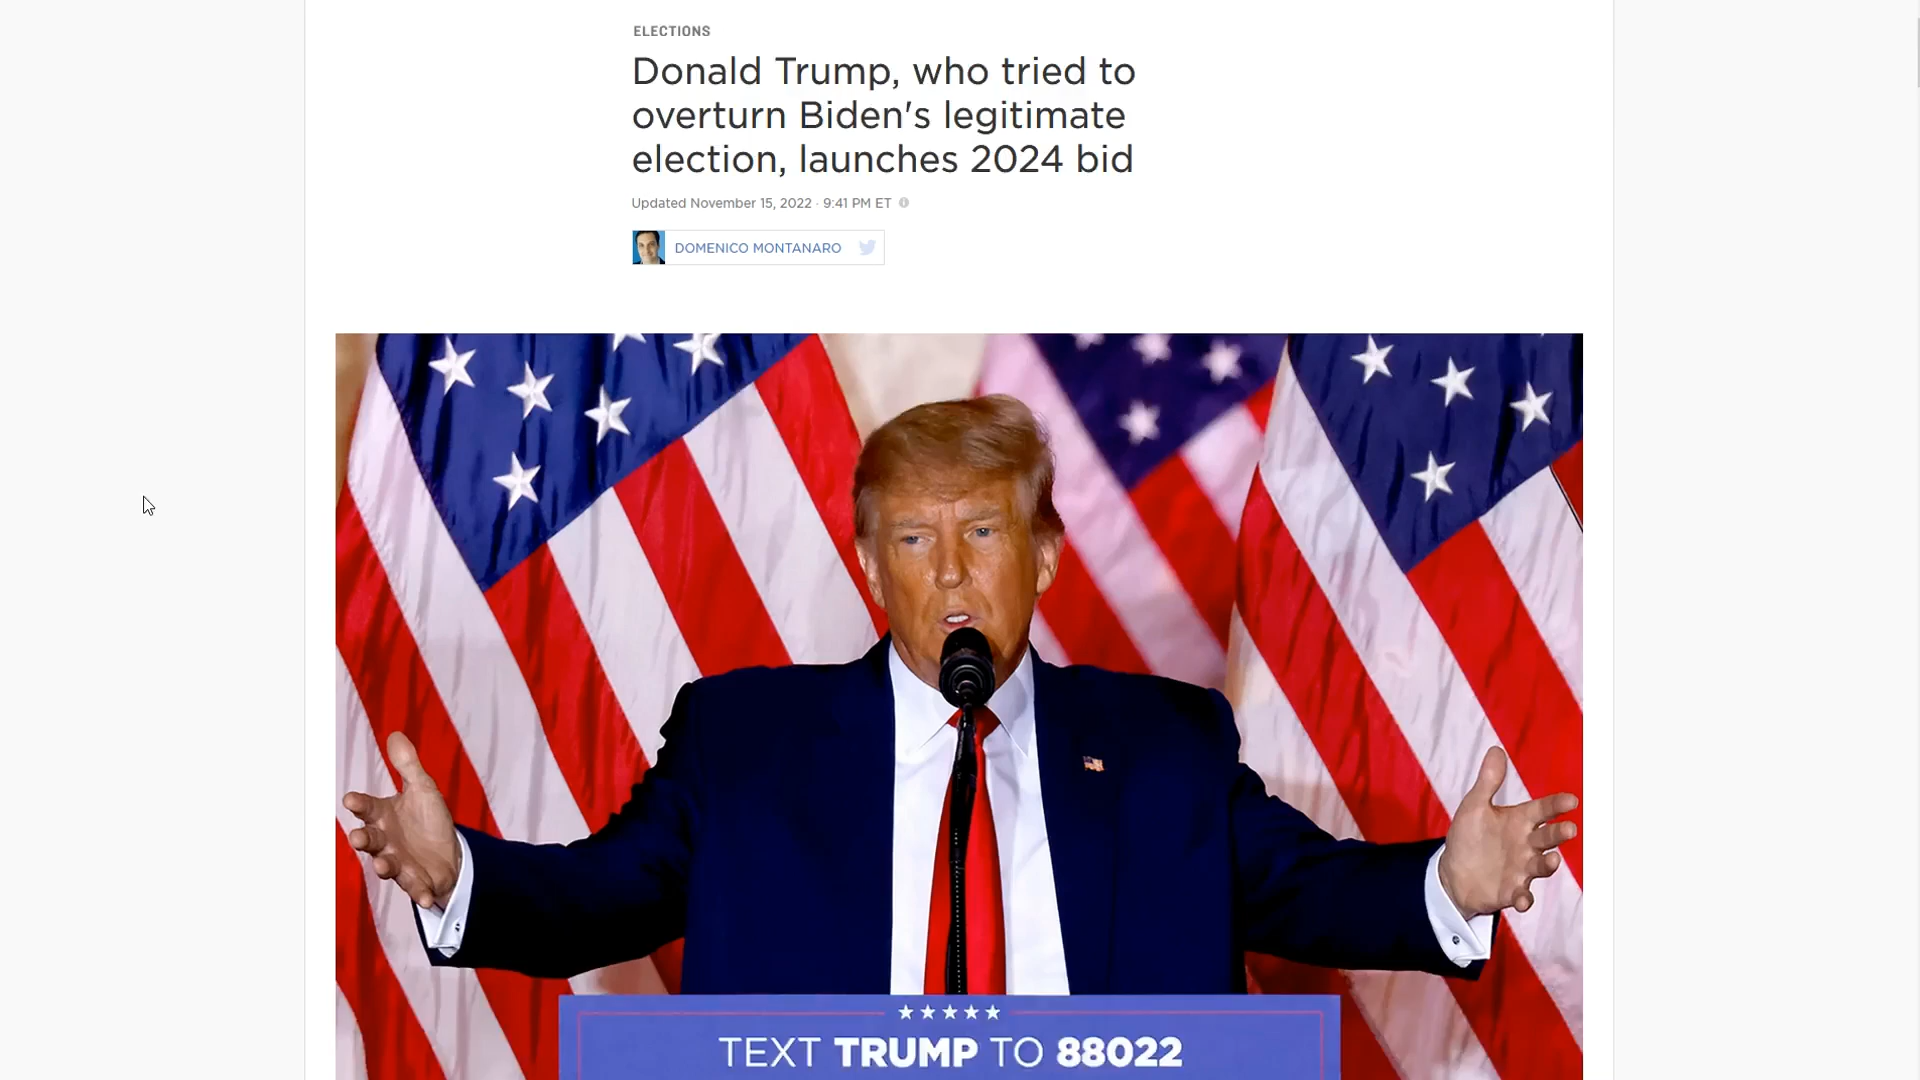 ELECTIONS
Donald Trump, who tried to
overturn Biden's legitimate
election, launches 2024 bid
Updated November 15, 2022 · 9:41 PM ET
DOMENICO MONTANARO
TEXT TRUMP TO 88022